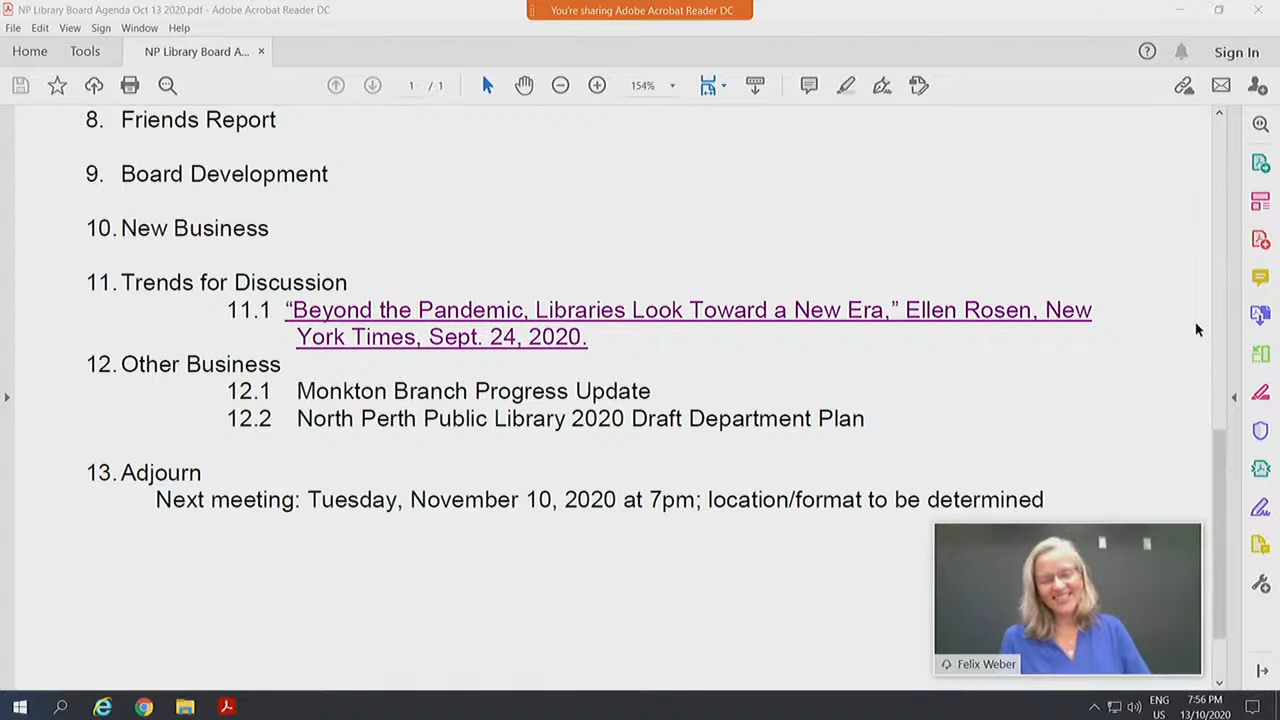 NP Library Board Agenda Oct 13 2020.pdf - Adobe Acrobat Reader DC
You're sharing Adobe Acrobat Reader DC
File Edit View Sign Window Help
Home Tools NP Library Board A... × Sign In
1 / 1 154%
8. Friends Report
9. Board Development
10. New Business
11. Trends for Discussion
11.1 “Beyond the Pandemic, Libraries Look Toward a New Era,” Ellen Rosen, New
York Times, Sept. 24, 2020.
12. Other Business
12.1 Monkton Branch Progress Update
12.2 North Perth Public Library 2020 Draft Department Plan
13. Adjourn
Next meeting: Tuesday, November 10, 2020 at 7pm; location/format to be determined
Felix Weber
ENG 7:56 PM
US 13/10/2020